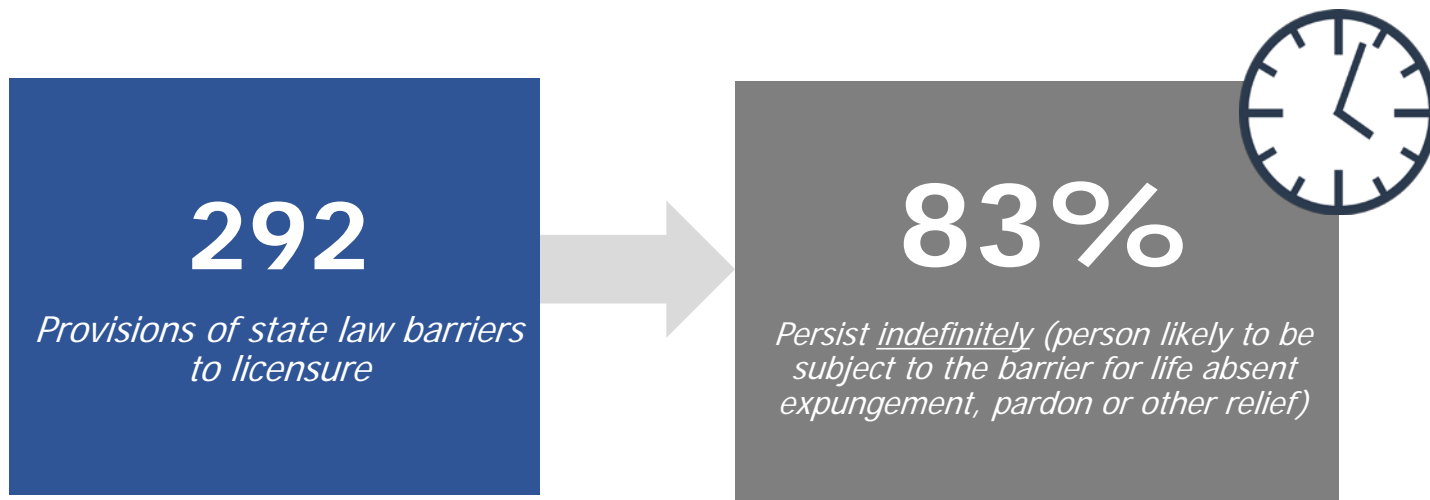 292
Provisions of state law barriers
to licensure
83%
Persist indefinitely (person likely to be
subject to the barrier for life absent
expungement, pardon or other relief)